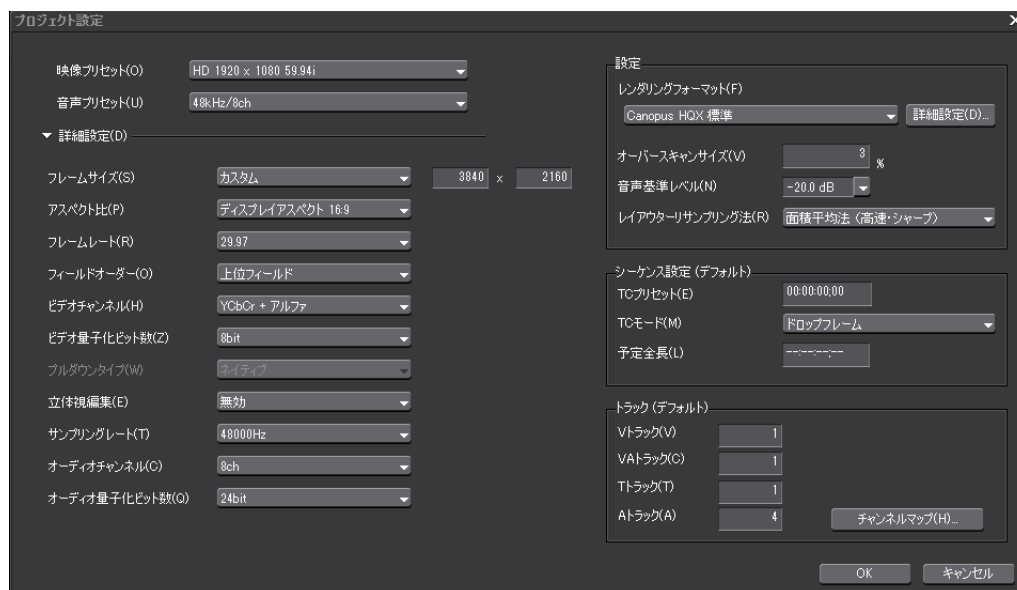 プロジェクト設定
映像プリセット(O) HD 1920 x 1080 59.94i
音声プリセット(U) 48kHz/8ch
詳細設定(D)
フレームサイズ(S) カスタム 3840 x 2160
アスペクト比(P) ディスプレイアスペクト 16:9
フレームレート(R) 29.97
フィールドオーダー(O) 上位フィールド
ビデオチャンネル(H) YCbCr + アルファ
ビデオ量子化ビット数(Z) 8bit
プルダウンタイプ(W) ネイティブ
立体視編集(E) 無効
サンプリングレート(T) 48000Hz
オーディオチャンネル(C) 8ch
オーディオ量子化ビット数(Q) 24bit
設定
レンダリングフォーマット(F)
Canopus HQX 標準 詳細設定(D)...
オーバースキャンサイズ(V) 3 %
音声基準レベル(N) -20.0 dB
レイアウターリサンプリング法(R) 面積平均法 (高速・シャープ)
シーケンス設定 (デフォルト)
TCプリセット(E) 00:00:00;00
TCモード(M) ドロップフレーム
予定全長(L) --:--:--;--
トラック (デフォルト)
Vトラック(V) 1
VAトラック(C) 1
Tトラック(T) 1
Aトラック(A) 4 チャンネルマップ(H)...
OK キャンセル